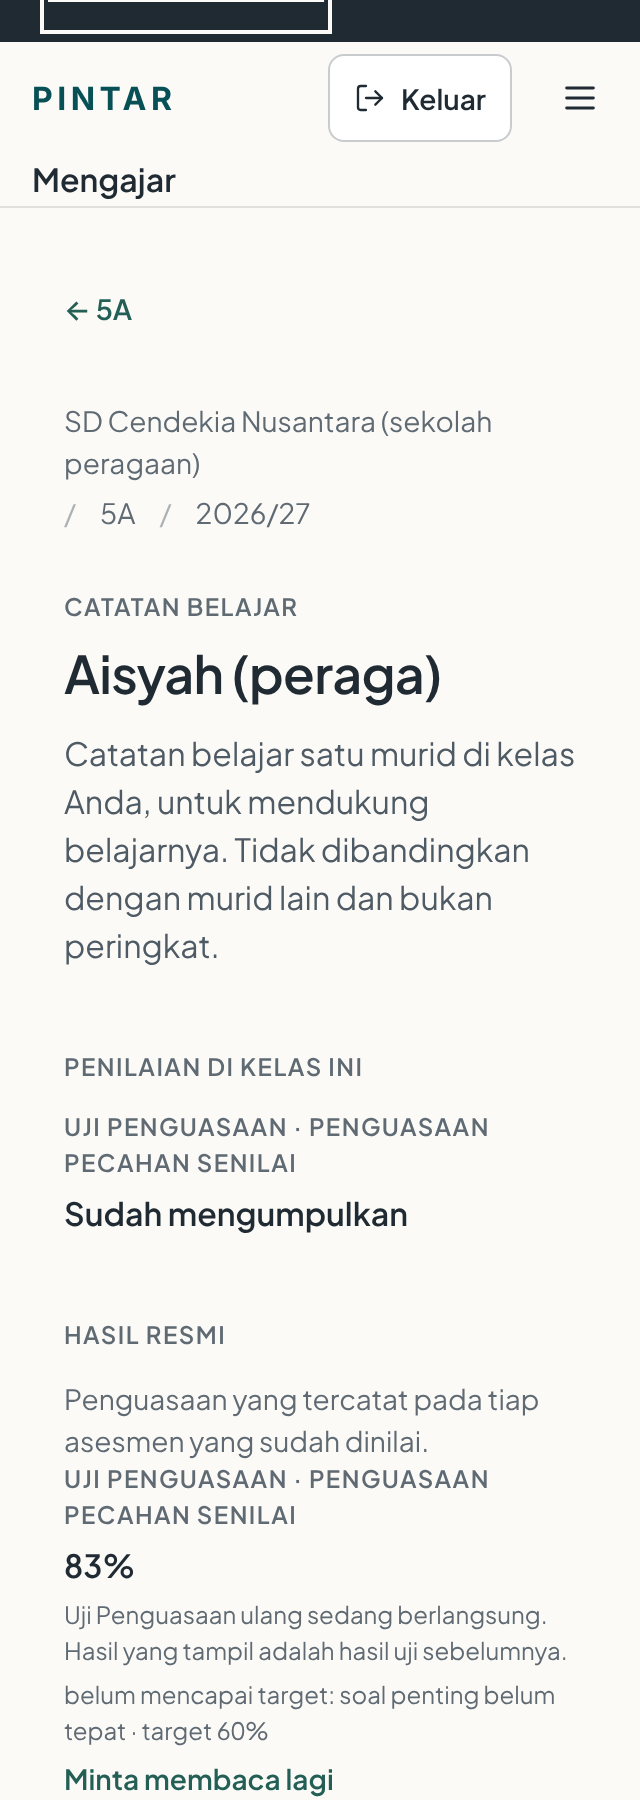 PINTAR
Keluar
Mengajar
← 5A
SD Cendekia Nusantara (sekolah
peragaan)
/ 5A / 2026/27
CATATAN BELAJAR
Aisyah (peraga)
Catatan belajar satu murid di kelas
Anda, untuk mendukung
belajarnya. Tidak dibandingkan
dengan murid lain dan bukan
peringkat.
PENILAIAN DI KELAS INI
UJI PENGUASAAN · PENGUASAAN
PECAHAN SENILAI
Sudah mengumpulkan
HASIL RESMI
Penguasaan yang tercatat pada tiap
asesmen yang sudah dinilai.
UJI PENGUASAAN · PENGUASAAN
PECAHAN SENILAI
83%
Uji Penguasaan ulang sedang berlangsung.
Hasil yang tampil adalah hasil uji sebelumnya.
belum mencapai target: soal penting belum
tepat · target 60%
Minta membaca lagi